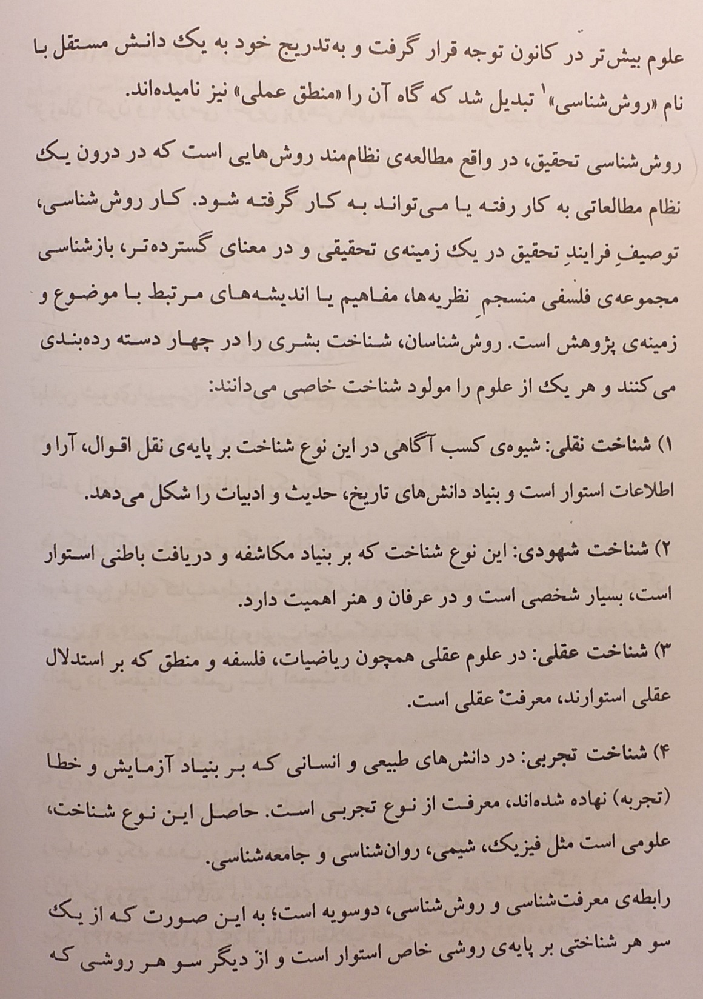 علوم بیش‌تر در کانون توجه قرار گرفت و به‌تدریج خود به یک دانش مستقل با
نام «روش‌شناسی»۱ تبدیل شد که گاه آن را «منطق عملی» نیز نامیده‌اند.
روش‌شناسی تحقیق، در واقع مطالعه‌ی نظام‌مند روش‌هایی است که در درون یک
نظام مطالعاتی به کار رفته یا می‌تواند به کار گرفته شود. کار روش‌شناسی،
توصیفِ فرایندِ تحقیق در یک زمینه‌ی تحقیقی و در معنای گسترده‌تر، بازشناسی
مجموعه‌ی فلسفی منسجمِ نظریه‌ها، مفاهیم یا اندیشه‌های مرتبط با موضوع و
زمینه‌ی پژوهش است. روش‌شناسان، شناخت بشری را در چهار دسته رده‌بندی
می‌کنند و هر یک از علوم را مولود شناخت خاصی می‌دانند:
۱) شناخت نقلی: شیوه‌ی کسب آگاهی در این نوع شناخت بر پایه‌ی نقل اقوال، آرا و
اطلاعات استوار است و بنیاد دانش‌های تاریخ، حدیث و ادبیات را شکل می‌دهد.
۲) شناخت شهودی: این نوع شناخت که بر بنیاد مکاشفه و دریافت باطنی استوار
است، بسیار شخصی است و در عرفان و هنر اهمیت دارد.
۳) شناخت عقلی: در علوم عقلی همچون ریاضیات، فلسفه و منطق که بر استدلال
عقلی استوارند، معرفتْ عقلی است.
۴) شناخت تجربی: در دانش‌های طبیعی و انسانی که بر بنیاد آزمایش و خطا
(تجربه) نهاده شده‌اند، معرفت از نوع تجربی است. حاصل این نوع شناخت،
علومی است مثل فیزیک، شیمی، روان‌شناسی و جامعه‌شناسی.
رابطه‌ی معرفت‌شناسی و روش‌شناسی، دوسویه است؛ به این صورت که از یک
سو هر شناختی بر پایه‌ی روشی خاص استوار است و از دیگر سو هر روشی که